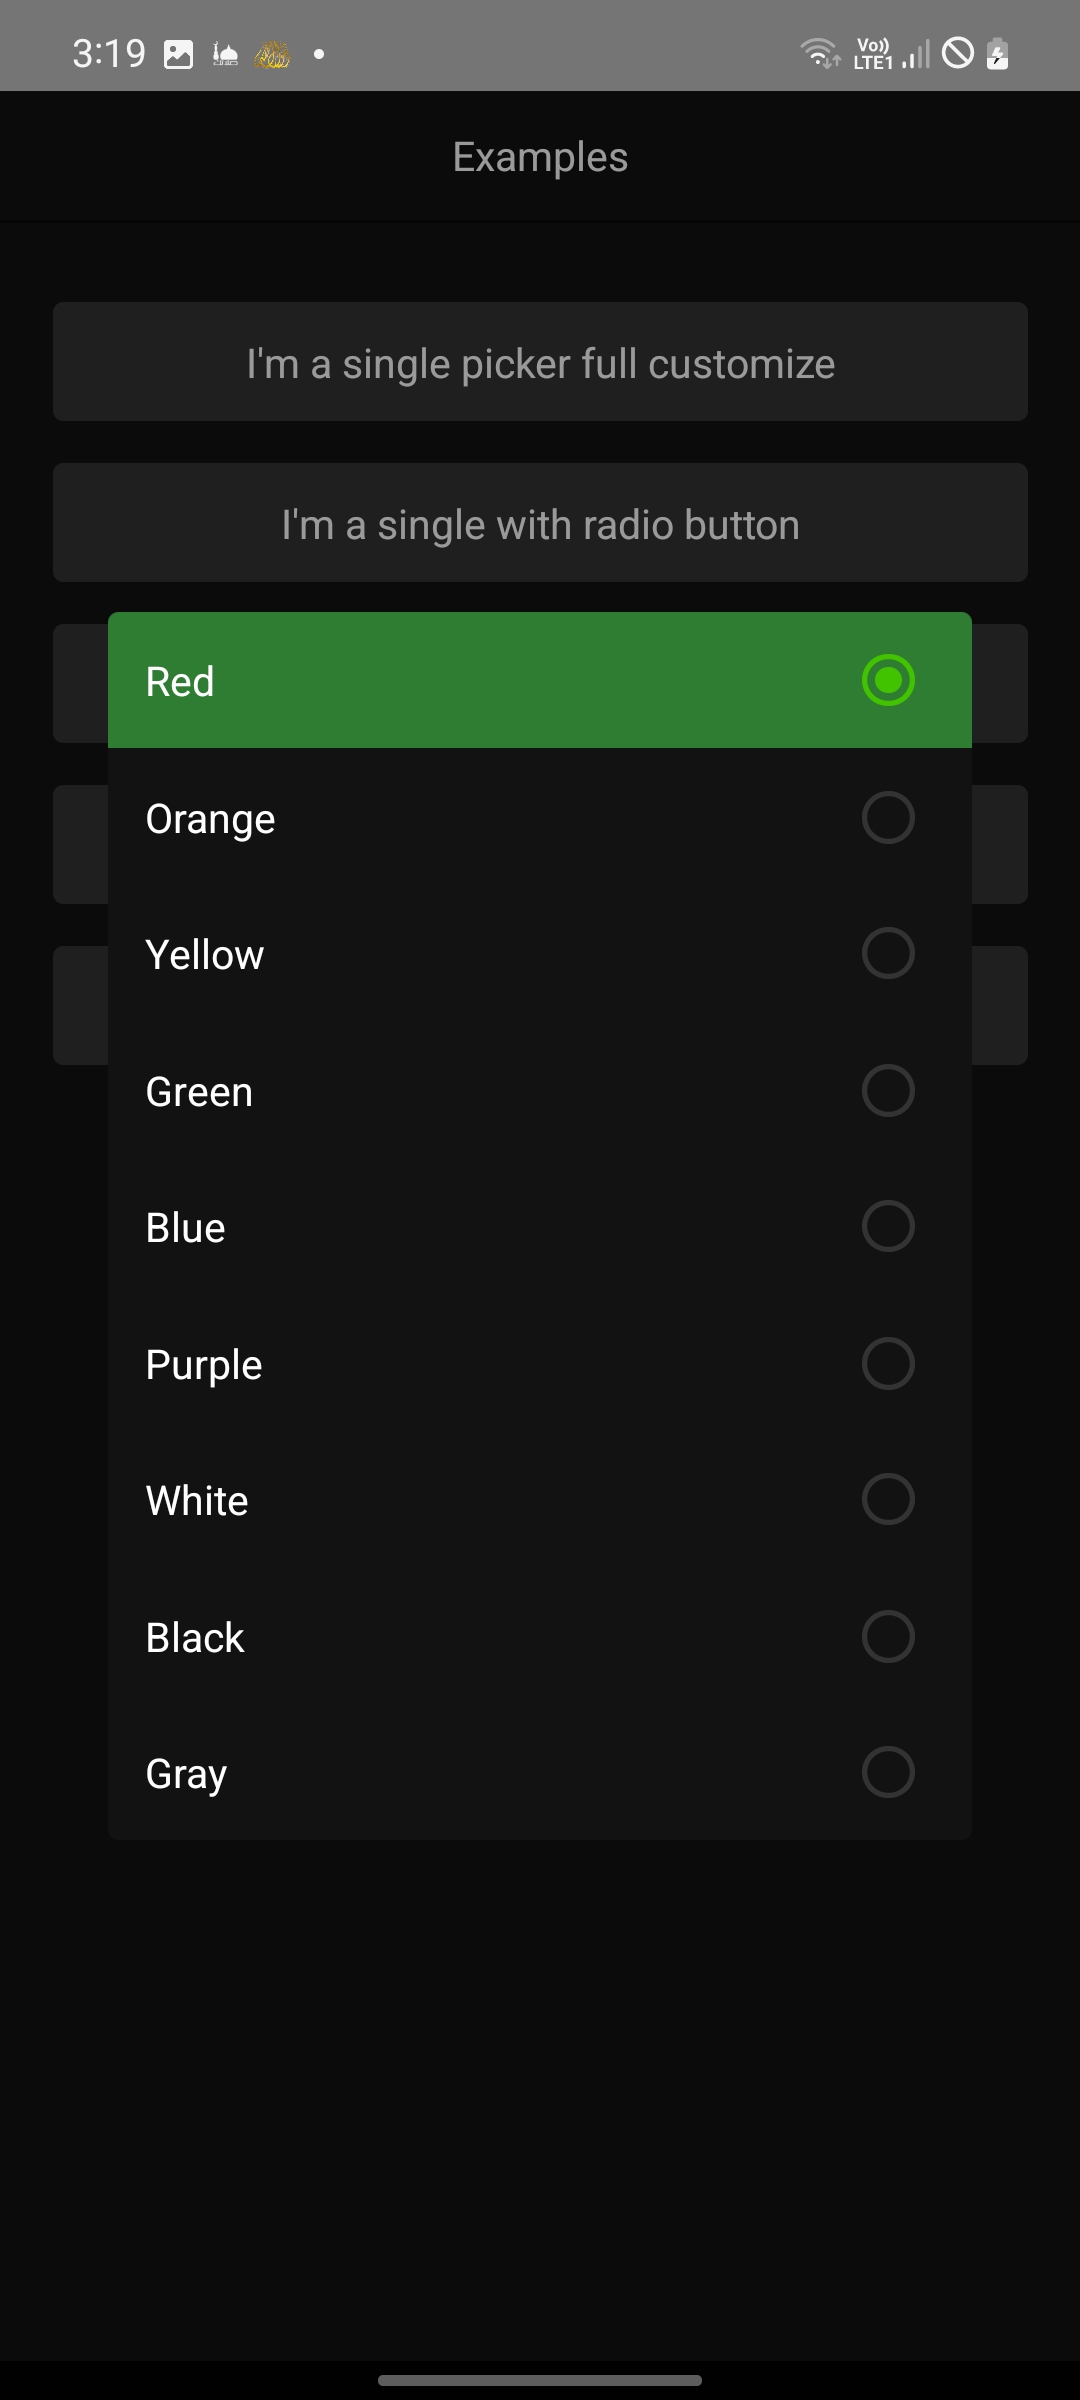 3:19
Vo))
LTE1
Examples
I'm a single picker full customize
I'm a single with radio button
Red
Orange
Yellow
Green
Blue
Purple
White
Black
Gray